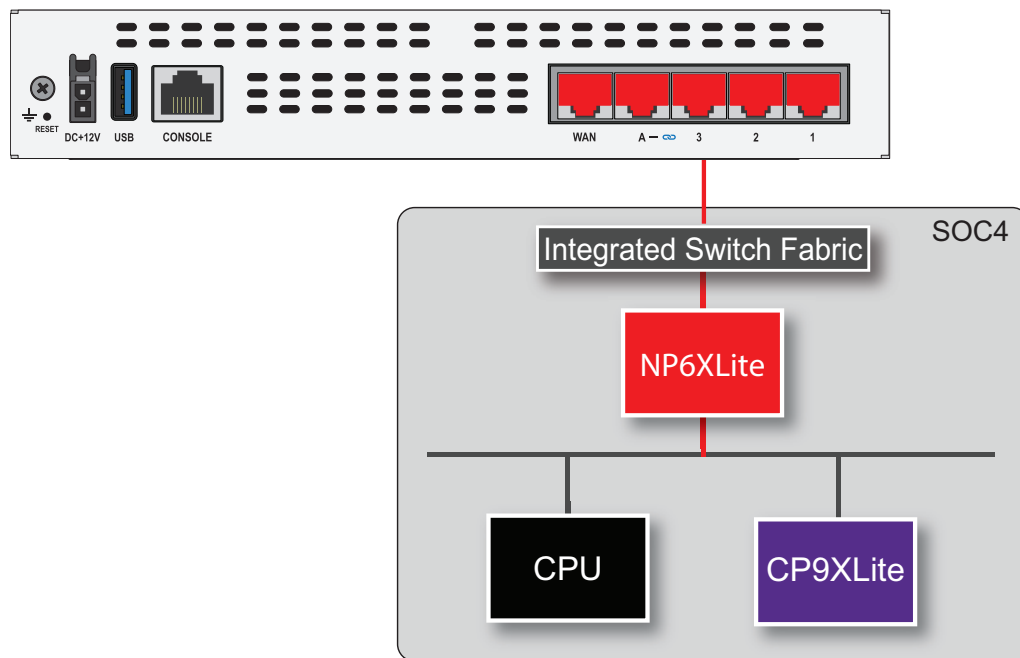 RESET
DC+12V USB CONSOLE WAN A 3 2 1
SOC4
Integrated Switch Fabric
NP6XLite
CPU CP9XLite